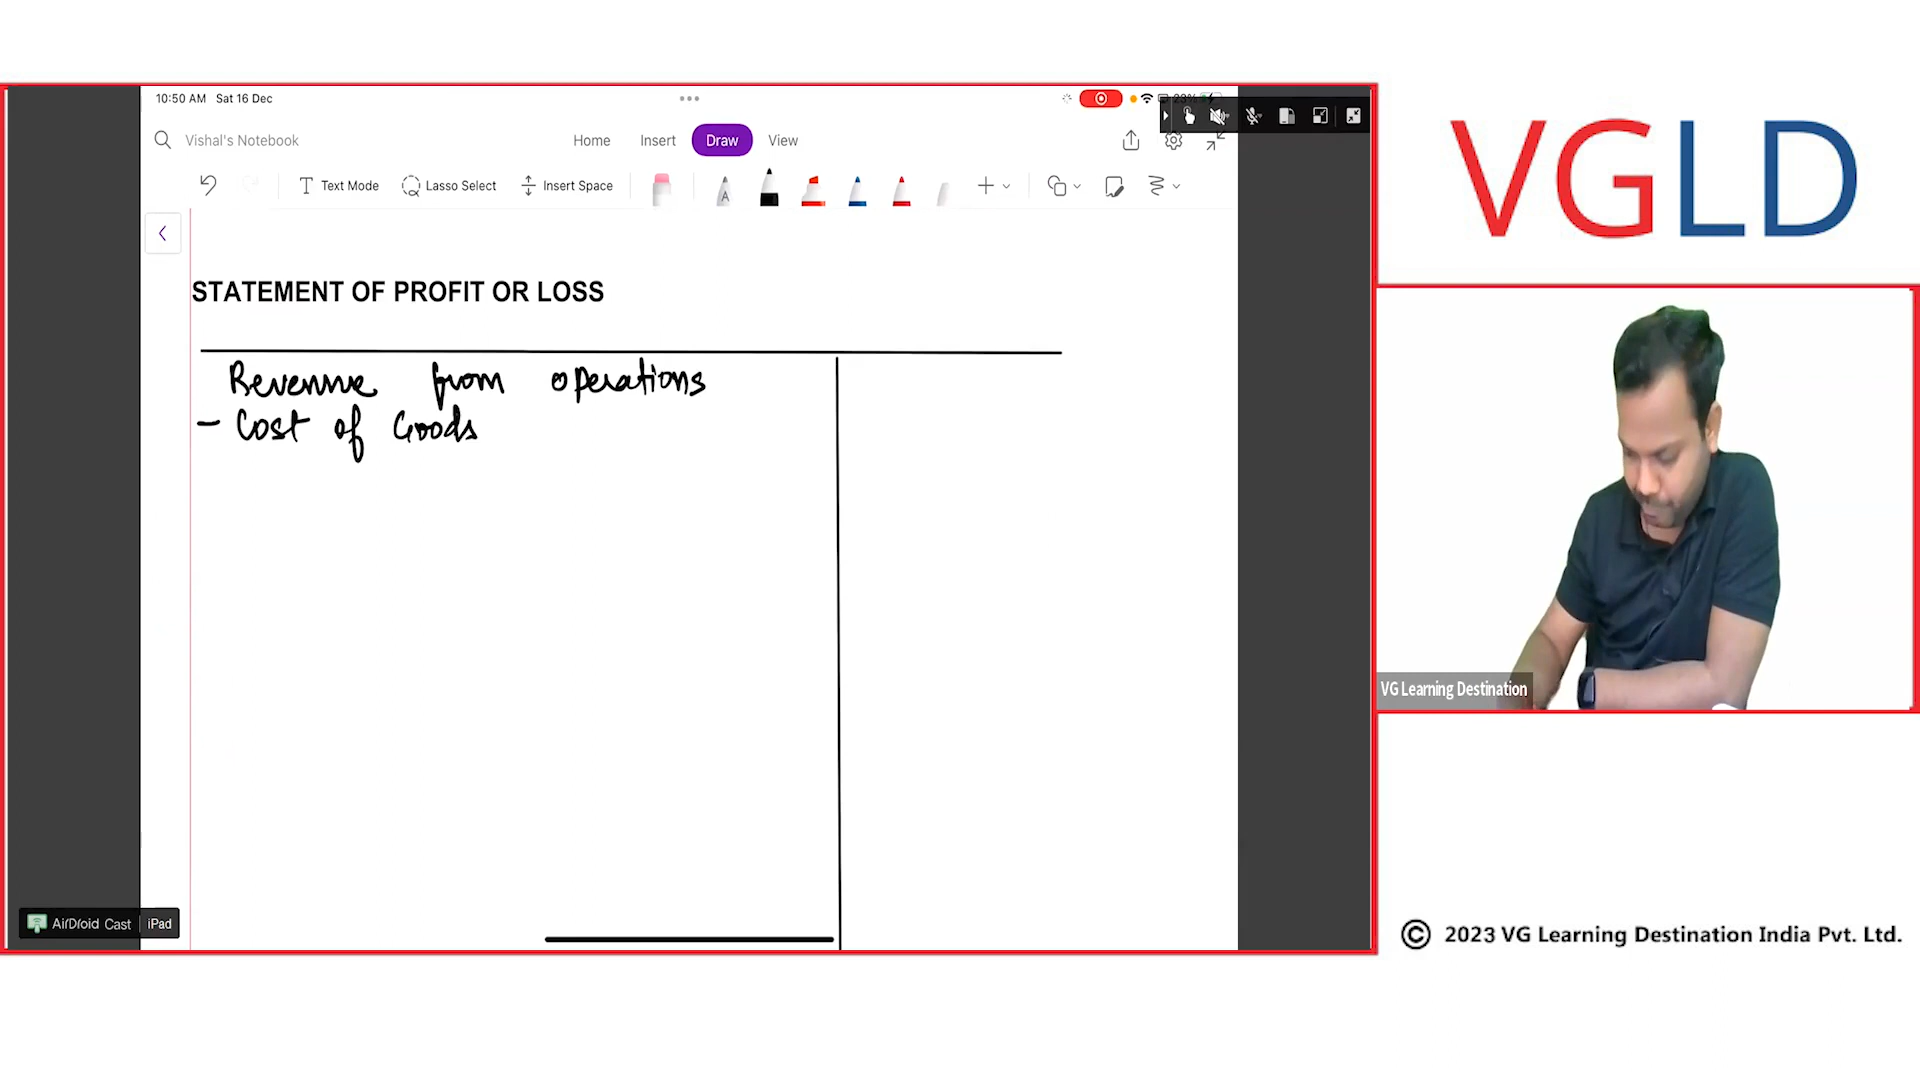 10:50 AM Sat 16 Dec
23%
Vishal's Notebook
Home Insert Draw View
Text Mode Lasso Select Insert Space
A
STATEMENT OF PROFIT OR LOSS
Revenue from operations
- Cost of Goods
AirDroid Cast iPad
VGLD
VG Learning Destination
© 2023 VG Learning Destination India Pvt. Ltd.